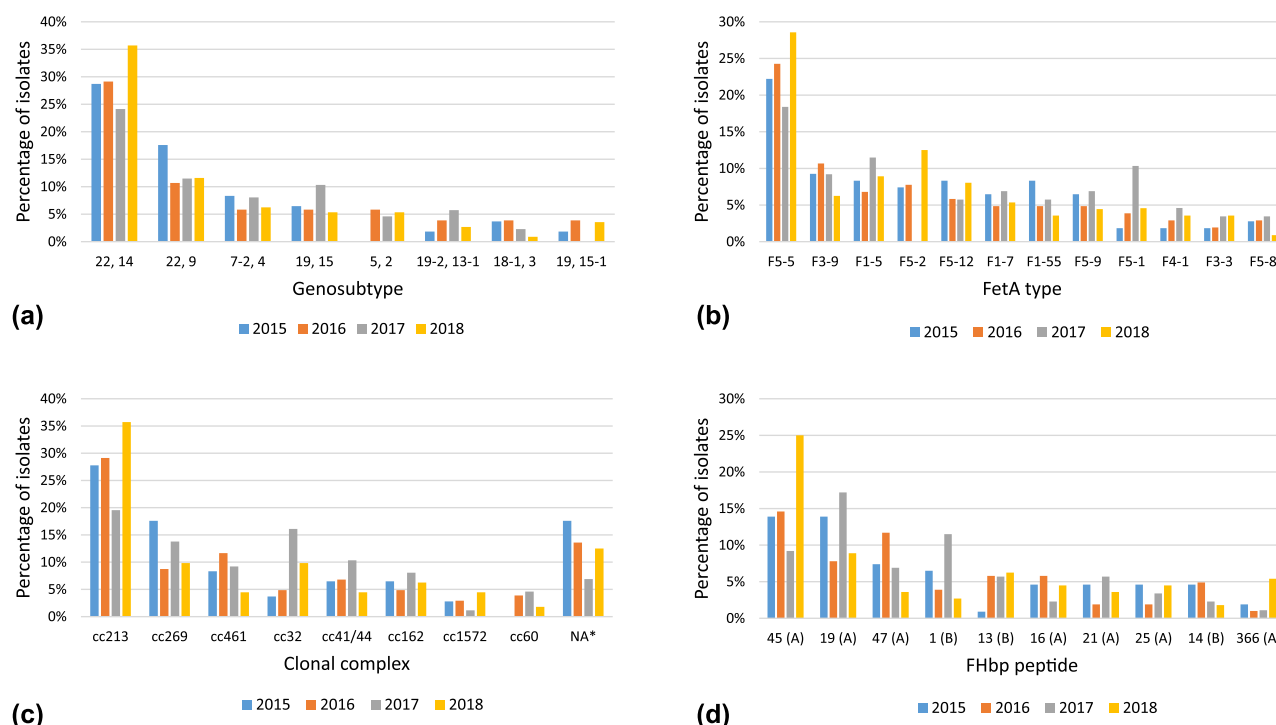 40%
35%
30%
25%
20%
15%
10%
5%
0%
Percentage of isolates
22, 14 22, 9 7-2, 4 19, 15 5, 2 19-2, 13-1 18-1, 3 19, 15-1
Genosubtype
(a)
2015 2016 2017 2018
30%
25%
20%
15%
10%
5%
0%
Percentage of isolates
F5-5 F3-9 F1-5 F5-2 F5-12 F1-7 F1-55 F5-9 F5-1 F4-1 F3-3 F5-8
FetA type
(b)
2015 2016 2017 2018
40%
35%
30%
25%
20%
15%
10%
5%
0%
Percentage of isolates
cc213 cc269 cc461 cc32 cc41/44 cc162 cc1572 cc60 NA*
Clonal complex
(c)
2015 2016 2017 2018
30%
25%
20%
15%
10%
5%
0%
Percentage of isolates
45 (A) 19 (A) 47 (A) 1 (B) 13 (B) 16 (A) 21 (A) 25 (A) 14 (B) 366 (A
FHbp peptide
(d)
2015 2016 2017 2018